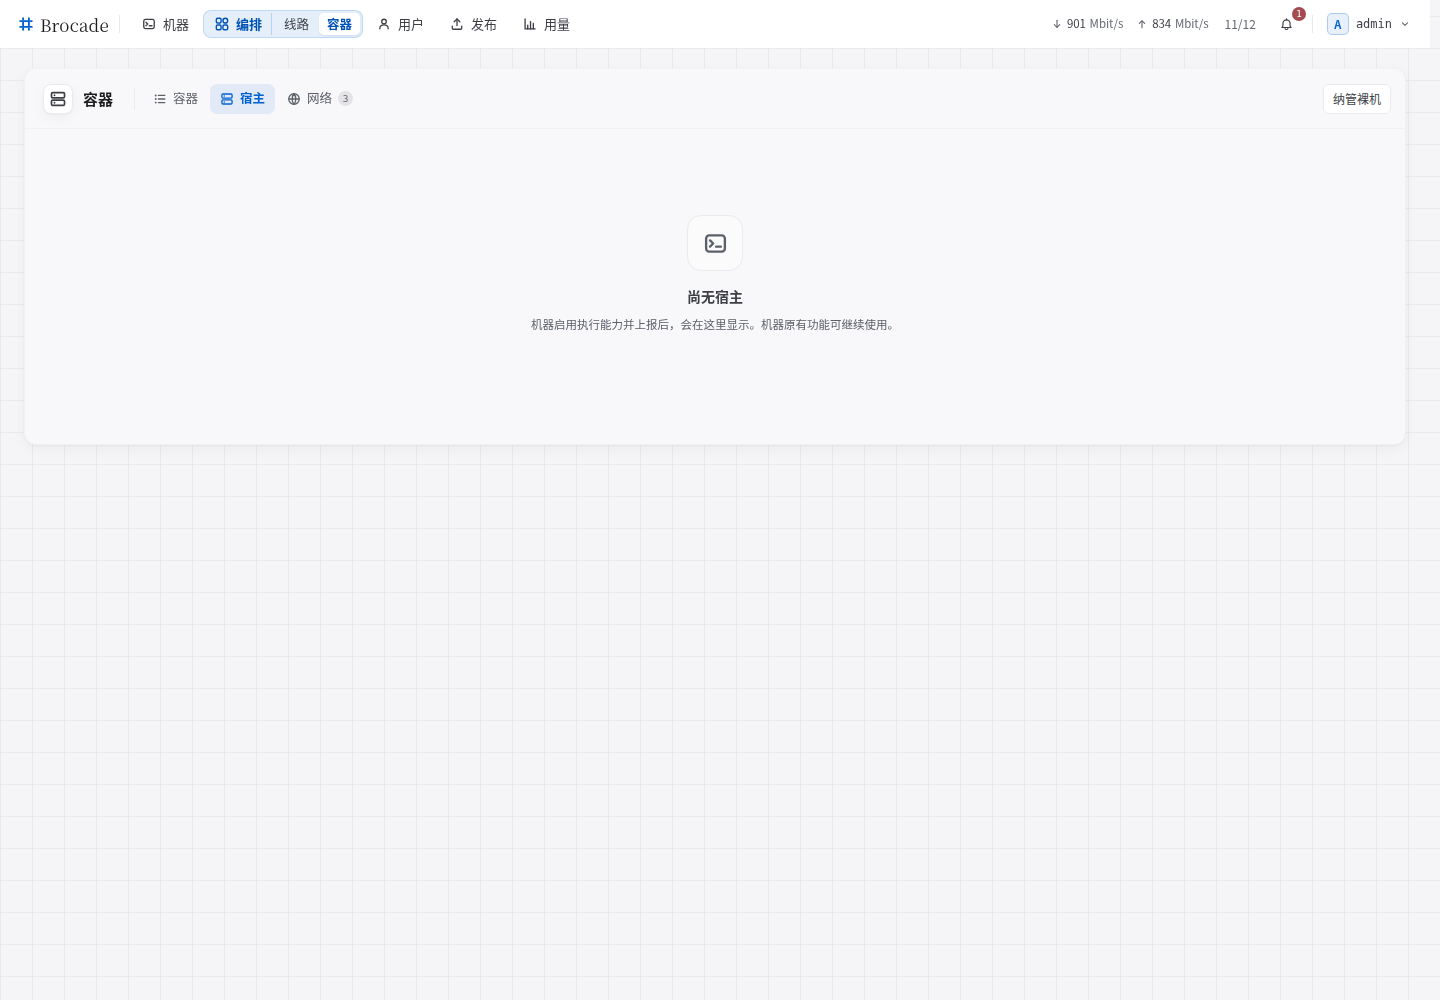 Brocade
机器
编排
线路
容器
用户
发布
用量
901 Mbit/s
834 Mbit/s
11/12
1
A
admin
容器
容器
宿主
网络
3
纳管裸机
尚无宿主
机器启用执行能力并上报后，会在这里显示。机器原有功能可继续使用。